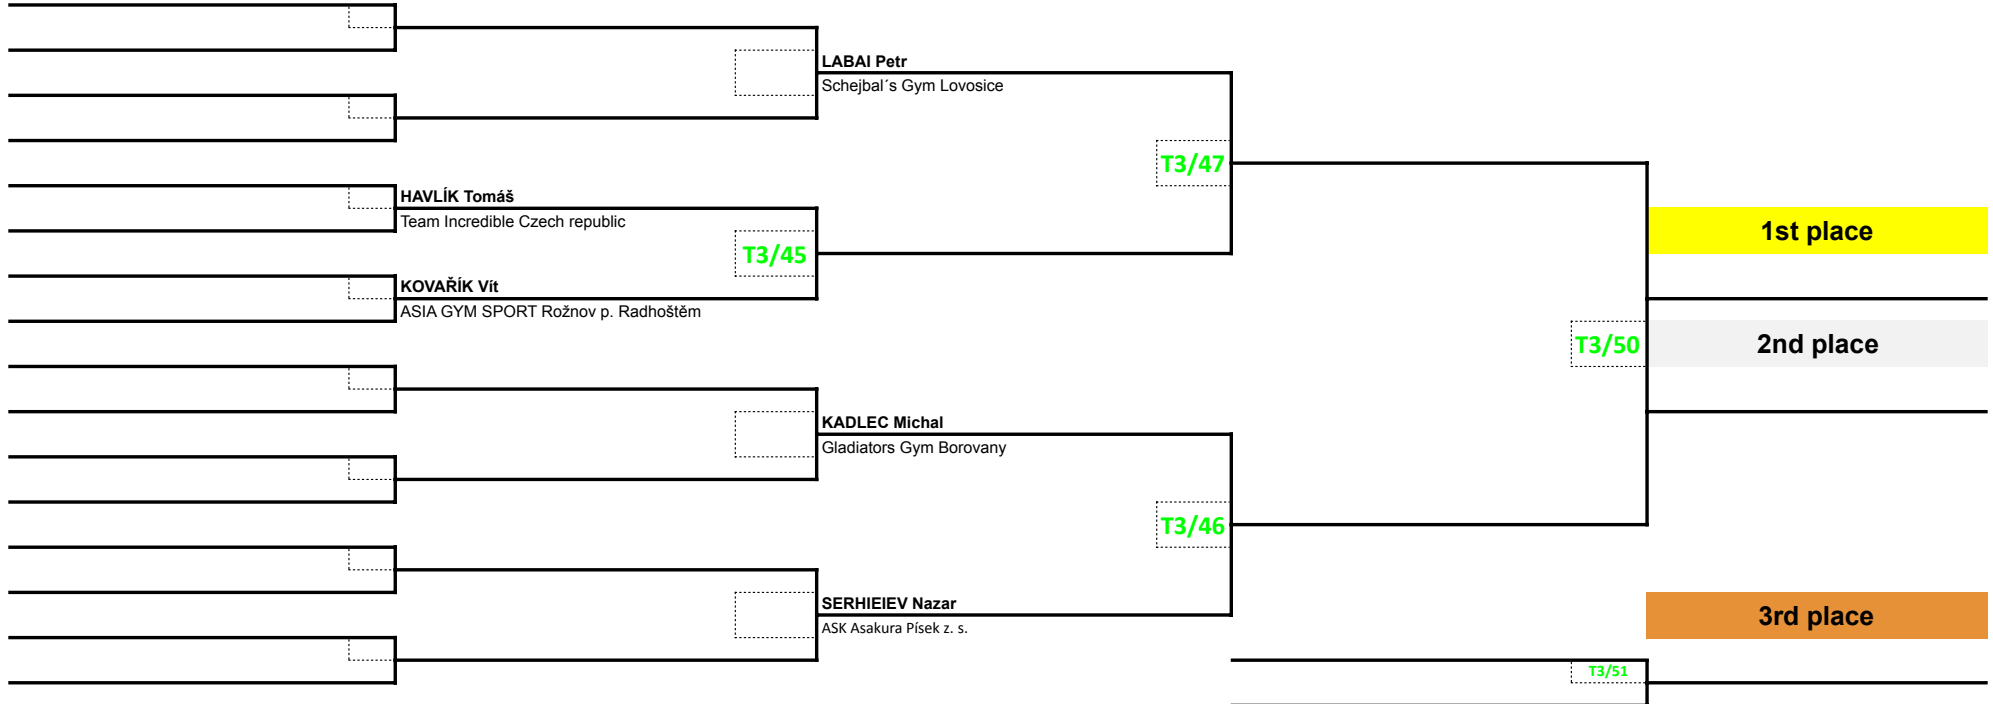 LABAI Petr
Schejbal´s Gym Lovosice
T3/47
HAVLÍK Tomáš
Team Incredible Czech republic
1st place
T3/45
KOVAŘÍK Vít
ASIA GYM SPORT Rožnov p. Radhoštěm
T3/50
2nd place
KADLEC Michal
Gladiators Gym Borovany
T3/46
SERHIEIEV Nazar
ASK Asakura Písek z. s.
3rd place
T3/51